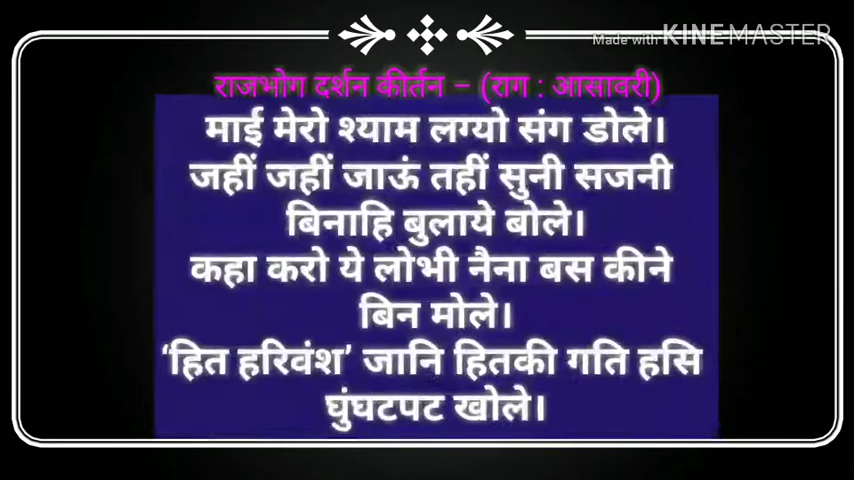 Made with KINEMASTER
राजभोग दर्शन कीर्तन – (राग : आसावरी)
माई मेरो श्याम लग्यो संग डोले।
जहीं जहीं जाऊं तहीं सुनी सजनी
बिनाहि बुलाये बोले।
कहा करो ये लोभी नैना बस कीने
बिन मोले।
‘हित हरिवंश’ जानि हितकी गति हसि
घुंघटपट खोले।